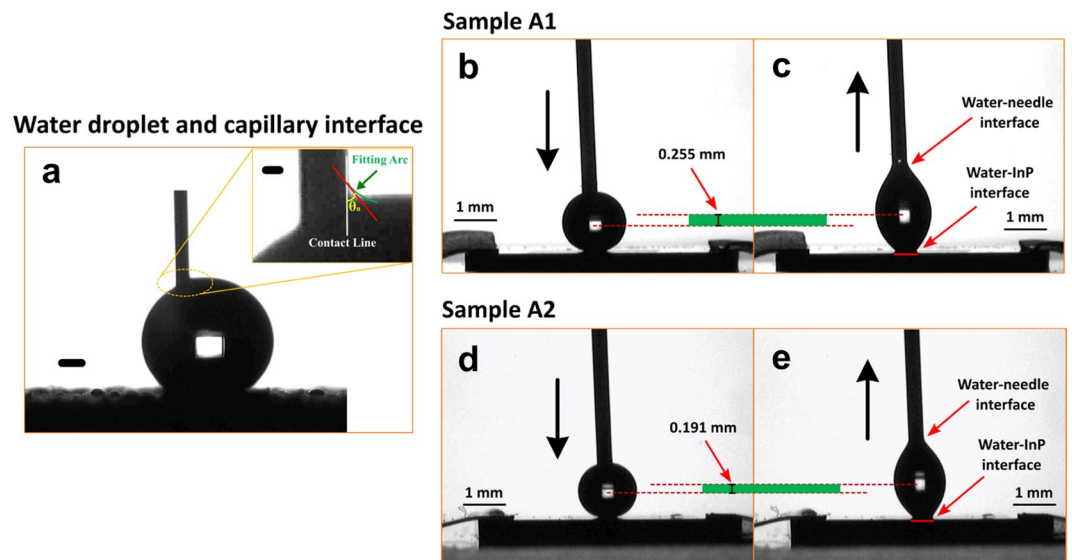 Water droplet and capillary interface
a
Fitting Arc
θn
Contact Line
Sample A1
b
c
0.255 mm
Water-needle
interface
Water-InP
interface
1 mm
1 mm
Sample A2
d
e
0.191 mm
Water-needle
interface
Water-InP
interface
1 mm
1 mm